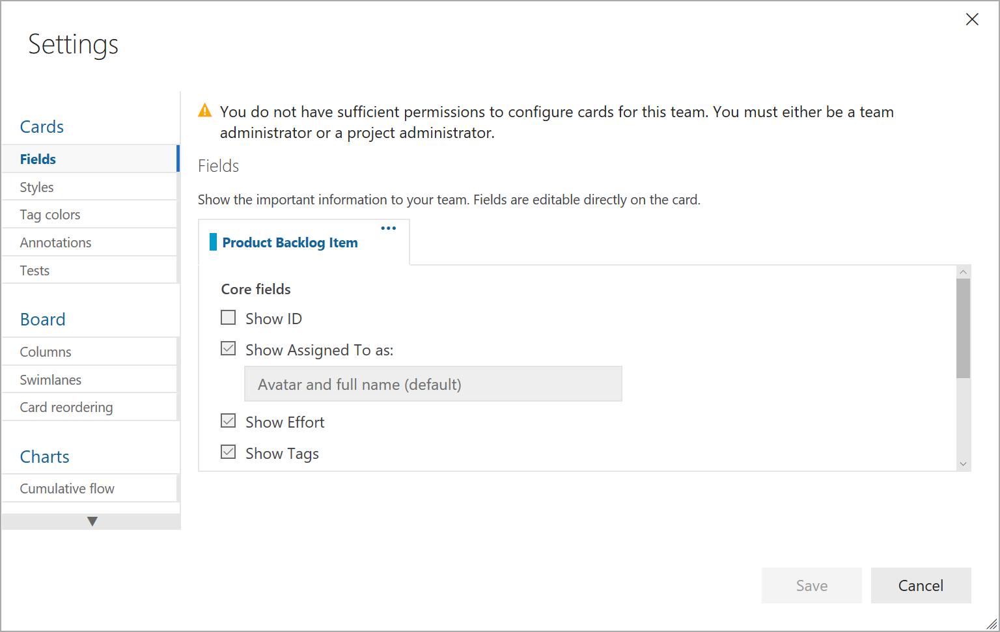 Settings
Cards
Fields
Styles
Tag colors
Annotations
Tests
Board
Columns
Swimlanes
Card reordering
Charts
Cumulative flow
You do not have sufficient permissions to configure cards for this team. You must either be a team
administrator or a project administrator.
Fields
Show the important information to your team. Fields are editable directly on the card.
Product Backlog Item
Core fields
Show ID
Show Assigned To as:
Avatar and full name (default)
Show Effort
Show Tags
Save
Cancel